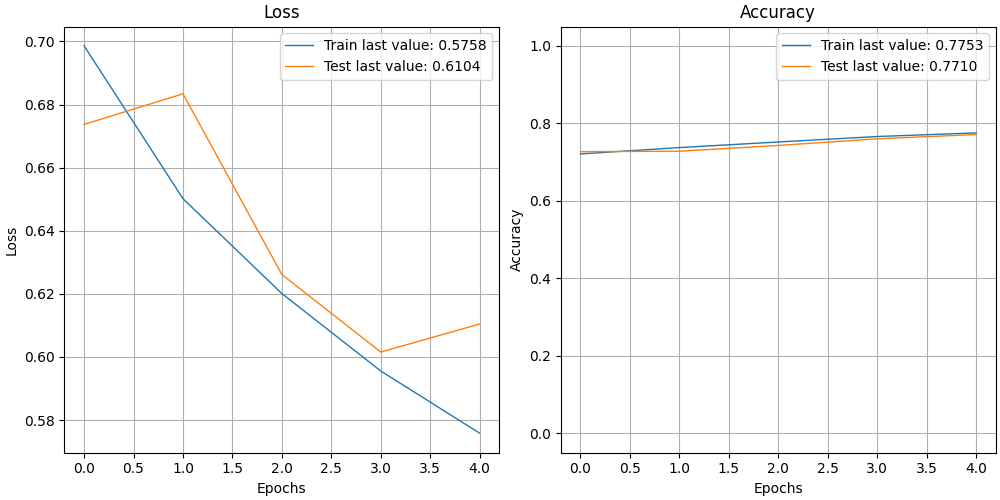 Loss
Train last value: 0.5758
Test last value: 0.6104
0.70
0.68
0.66
0.64
0.62
0.60
0.58
Loss
0.0 0.5 1.0 1.5 2.0 2.5 3.0 3.5 4.0
Epochs
Accuracy
Train last value: 0.7753
Test last value: 0.7710
1.0
0.8
0.6
0.4
0.2
0.0
Accuracy
0.0 0.5 1.0 1.5 2.0 2.5 3.0 3.5 4.0
Epochs